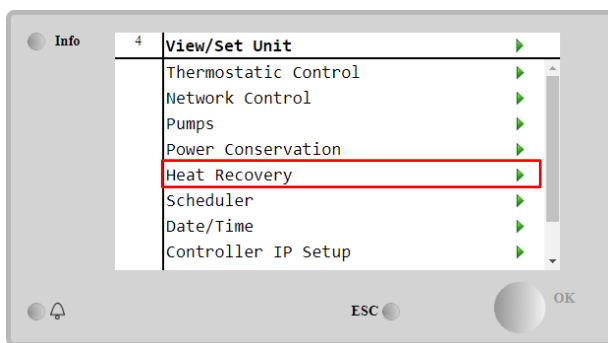 Info
4 View/Set Unit
Thermostatic Control
Network Control
Pumps
Power Conservation
Heat Recovery
Scheduler
Date/Time
Controller IP Setup
ESC
OK